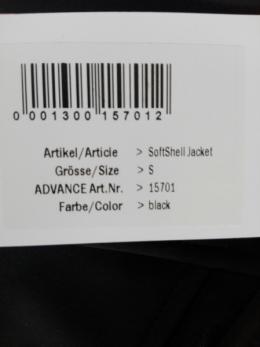 0 001300 157012
Artikel/Article > SoftShell Jacket
Grösse/Size > S
ADVANCE Art.Nr. > 15701
Farbe/Color > black